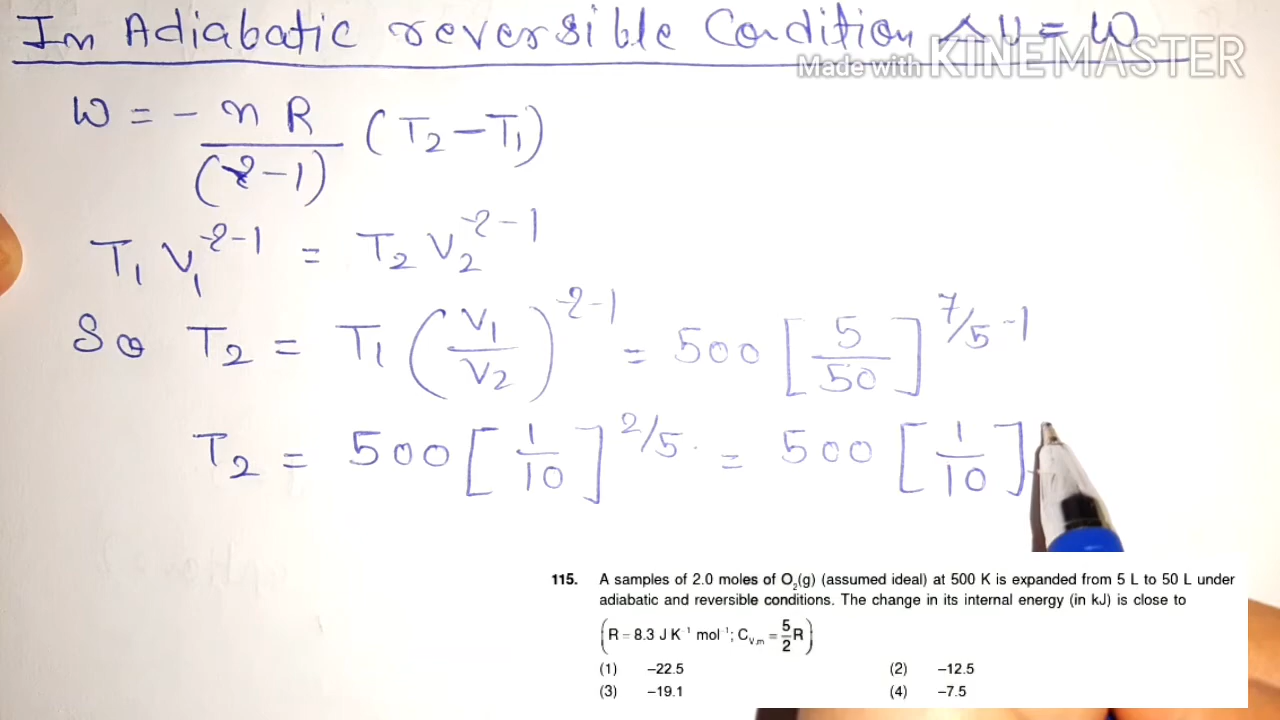 In Adiabatic reversible Condition ΔU = W
Made with KINEMASTER
W = - n R / (γ-1) (T₂ - T₁)
T₁ V₁^γ-1 = T₂ V₂^γ-1
So T₂ = T₁ (V₁/V₂)^γ-1 = 500 [5/50]^7/5 -1
T₂ = 500 [1/10]^2/5 = 500 [1/10]
115. A samples of 2.0 moles of O₂(g) (assumed ideal) at 500 K is expanded from 5 L to 50 L under
adiabatic and reversible conditions. The change in its internal energy (in kJ) is close to
(R = 8.3 J K⁻¹ mol⁻¹; C_V,m = 5/2 R)
(1) –22.5 (2) –12.5
(3) –19.1 (4) –7.5